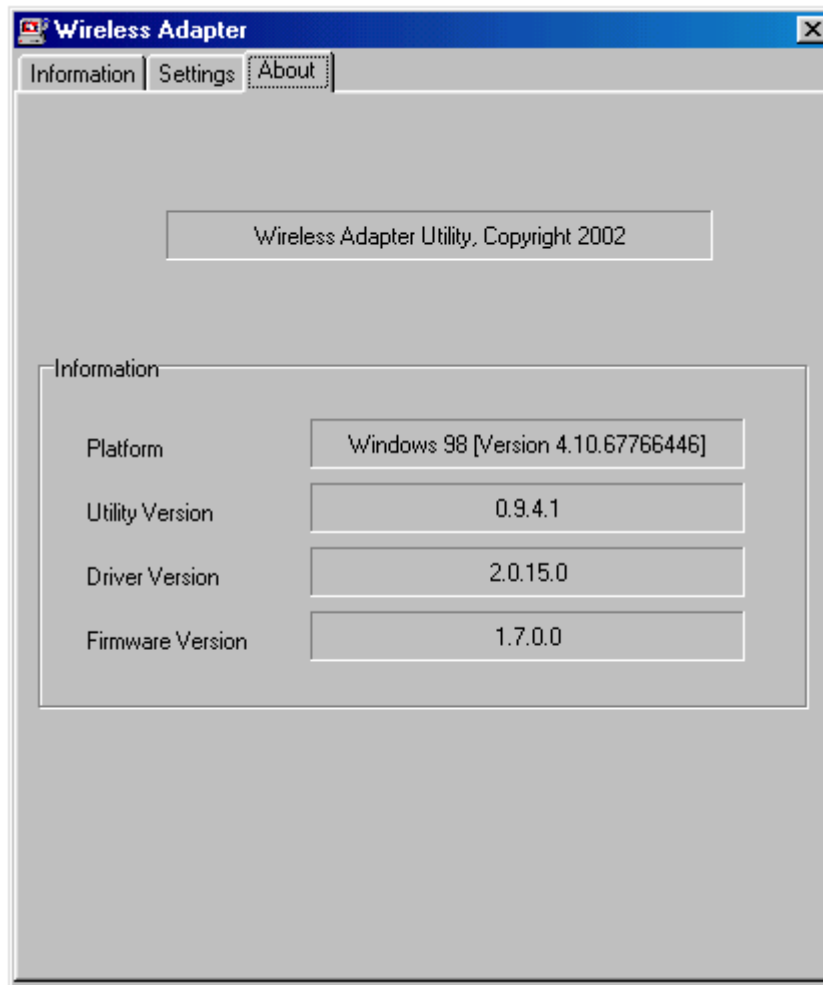 Wireless Adapter
Information Settings About
Wireless Adapter Utility, Copyright 2002
Information
Platform Windows 98 [Version 4.10.67766446]
Utility Version 0.9.4.1
Driver Version 2.0.15.0
Firmware Version 1.7.0.0